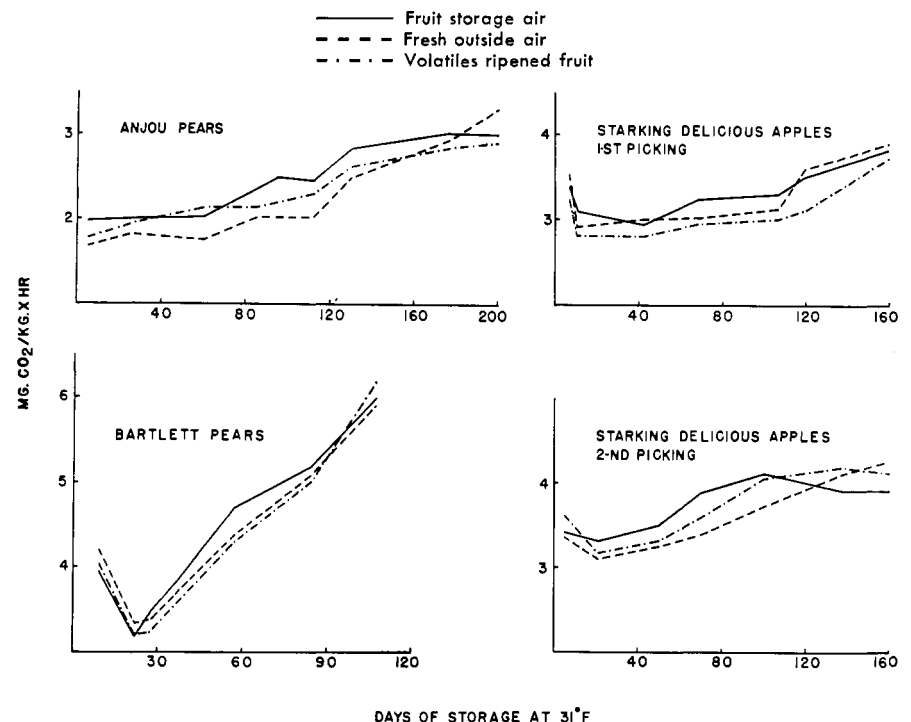 Fruit storage air
Fresh outside air
Volatiles ripened fruit
MG. CO2/KG.X HR
ANJOU PEARS
3
2
40
80
120
160
200
STARKING DELICIOUS APPLES
1-ST PICKING
4
3
40
80
120
160
BARTLETT PEARS
6
5
4
30
60
90
120
STARKING DELICIOUS APPLES
2-ND PICKING
4
3
40
80
120
160
DAYS OF STORAGE AT 31°F